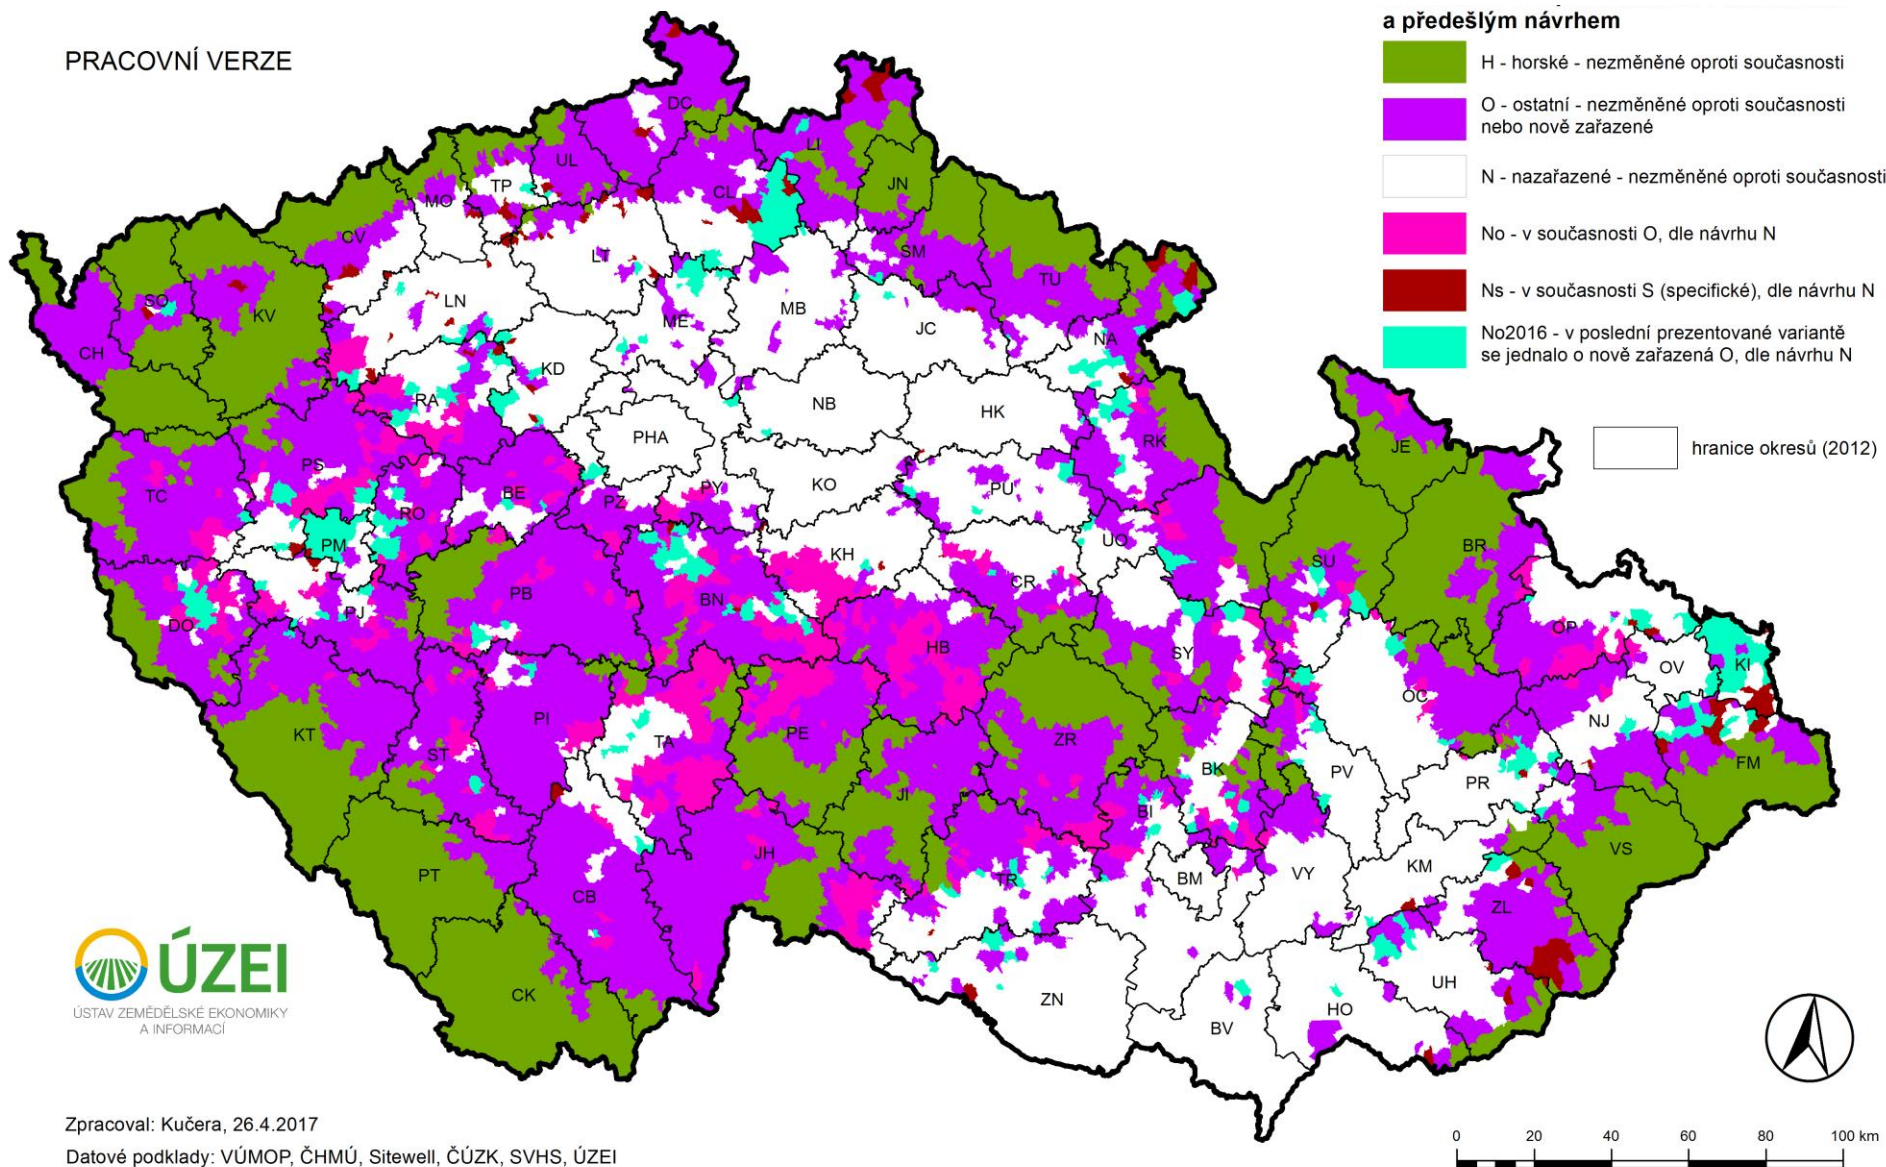 a předešlým návrhem
PRACOVNÍ VERZE
H - horské - nezměněné oproti současnosti
O - ostatní - nezměněné oproti současnosti
nebo nově zařazené
N - nazařazené - nezměněné oproti současnosti
No - v současnosti O, dle návrhu N
Ns - v současnosti S (specifické), dle návrhu N
No2016 - v poslední prezentované variantě
se jednalo o nově zařazená O, dle návrhu N
hranice okresů (2012)
DC
UL
LI
TP
CL
JN
MO
CV
LT
SM
TU
SO
KV
LN
ME
MB
JC
NA
CH
KD
RA
NB
HK
PHA
RK
JE
TC
PS
BE
KO
PU
RO
PZ
PY
PM
KH
UO
BR
SU
PB
BN
CR
DO
PJ
HB
SY
OP
OV
KI
OC
NJ
KT
PI
TA
PE
ZR
ST
BK
PV
PR
FM
JI
BI
PT
JH
TR
BM
VY
KM
VS
CB
ZL
CK
ZN
BV
HO
UH
ÚZEI
ÚSTAV ZEMĚDĚLSKÉ EKONOMIKY
A INFORMACÍ
Zpracoval: Kučera, 26.4.2017
Datové podklady: VÚMOP, ČHMÚ, Sitewell, ČÚZK, SVHS, ÚZEI
0 20 40 60 80 100 km